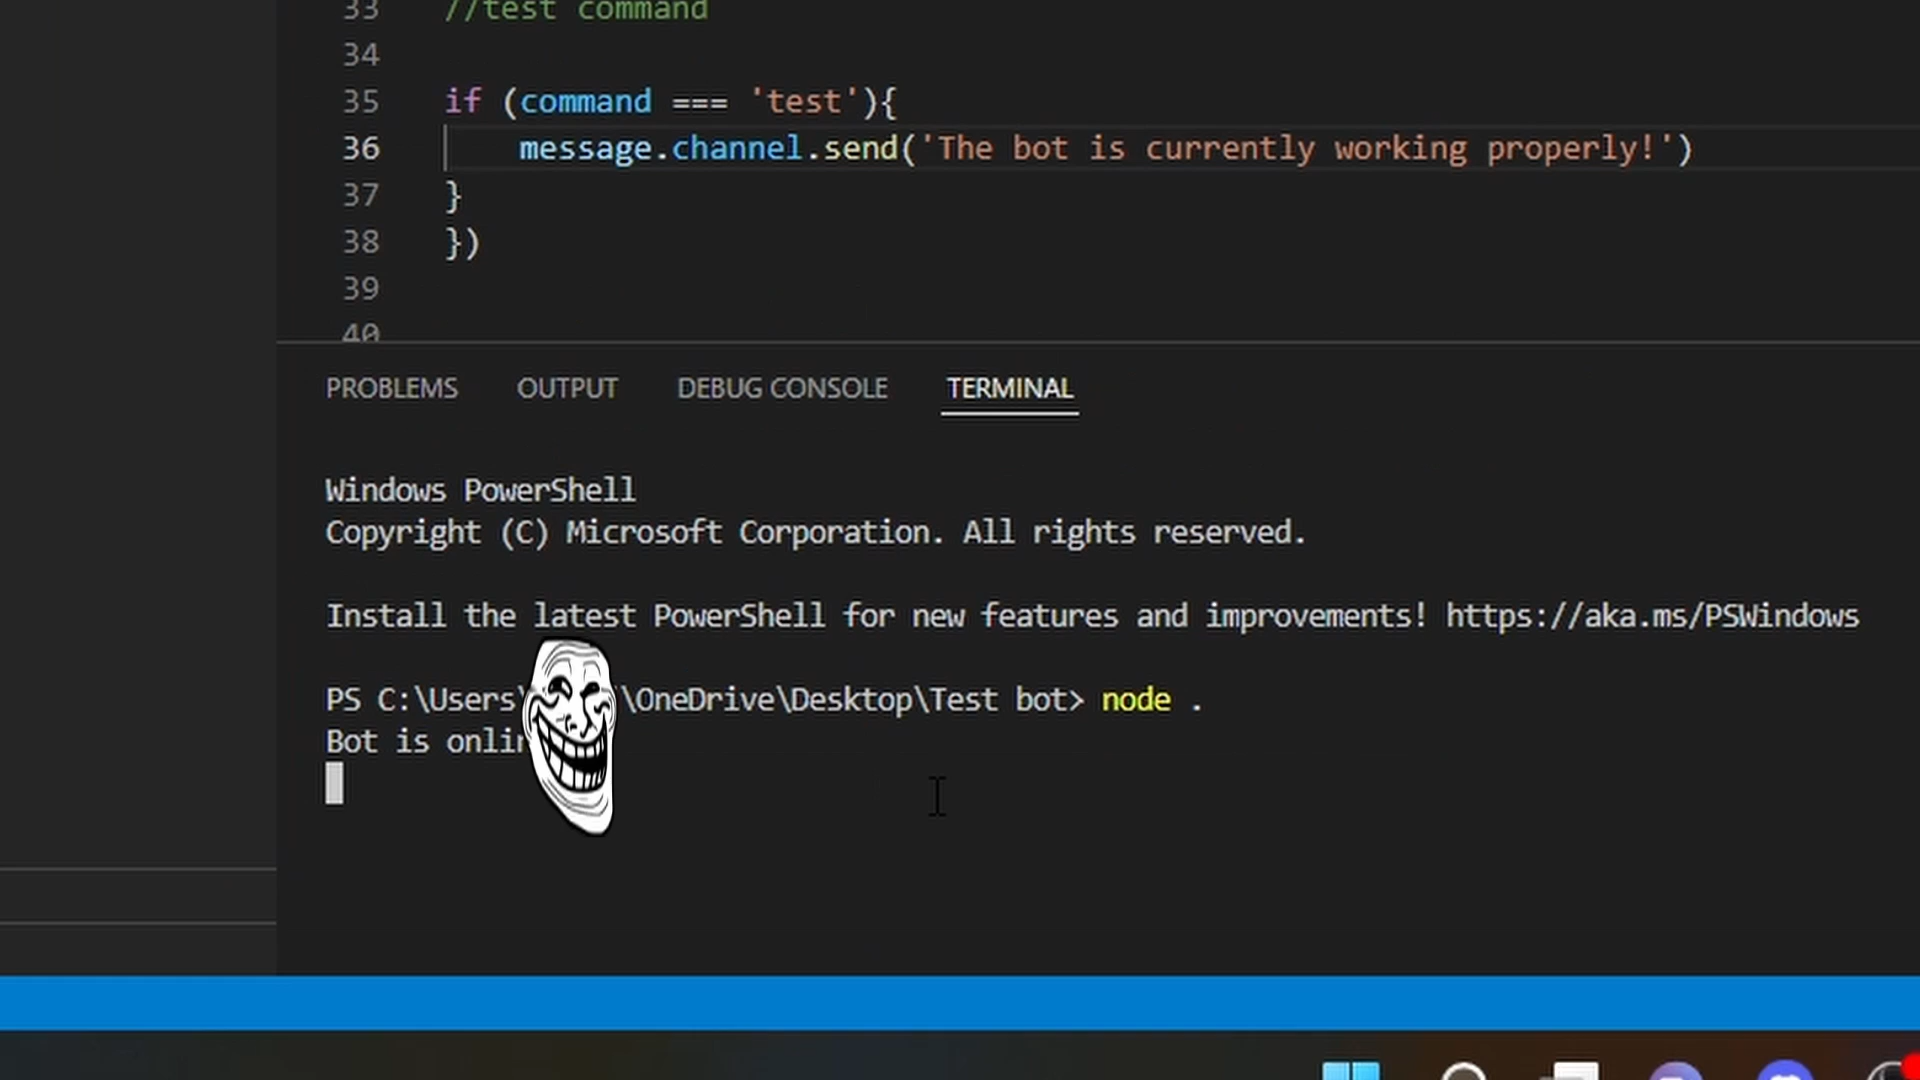 33 //test command
34
35 if (command === 'test'){
36 message.channel.send('The bot is currently working properly!')
37 }
38 })
39
40
PROBLEMS OUTPUT DEBUG CONSOLE TERMINAL
Windows PowerShell
Copyright (C) Microsoft Corporation. All rights reserved.
Install the latest PowerShell for new features and improvements! https://aka.ms/PSWindows
PS C:\Users\ \OneDrive\Desktop\Test bot> node .
Bot is